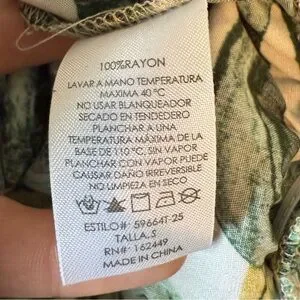 100%RAYON
LAVAR A MANO TEMPERATURA
MAXIMA 40 °C
NO USAR BLANQUEADOR
SECADO EN TENDEDERO
PLANCHAR A UNA
TEMPERATURA MÁXIMA DE LA
BASE DE 110 °C, SIN VAPOR
PLANCHAR CON VAPOR PUEDE
CAUSAR DAÑO IRREVERSIBLE
NO LIMPIEZA EN SECO
ESTILO#: 59664T 25
TALLA.S
RN#: 162449
MADE IN CHINA